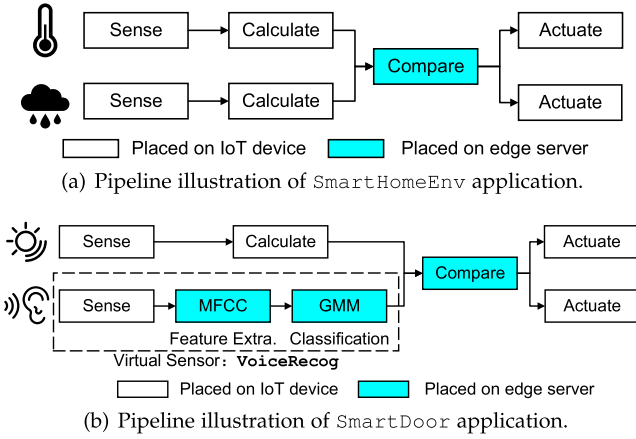 Sense Calculate Actuate
Compare
Sense Calculate Actuate
Placed on IoT device Placed on edge server
(a) Pipeline illustration of SmartHomeEnv application.
Sense Calculate Actuate
Compare
Sense MFCC GMM Actuate
Feature Extra. Classification
Virtual Sensor: VoiceRecog
Placed on IoT device Placed on edge server
(b) Pipeline illustration of SmartDoor application.